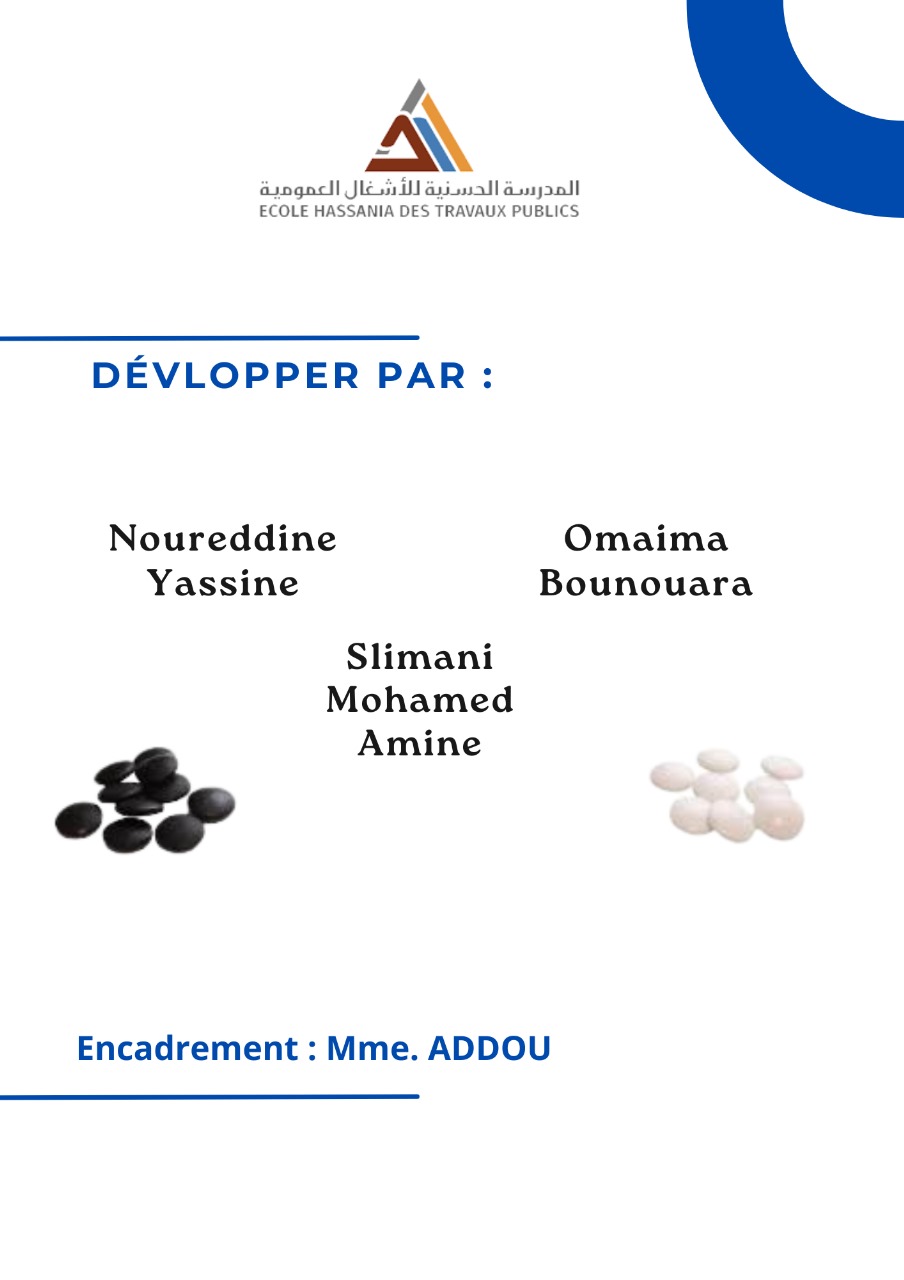 المدرسة الحسنية للأشغال العمومية
ECOLE HASSANIA DES TRAVAUX PUBLICS
DÉVLOPPER PAR :
Noureddine
Yassine
Omaima
Bounouara
Slimani
Mohamed
Amine
Encadrement : Mme. ADDOU